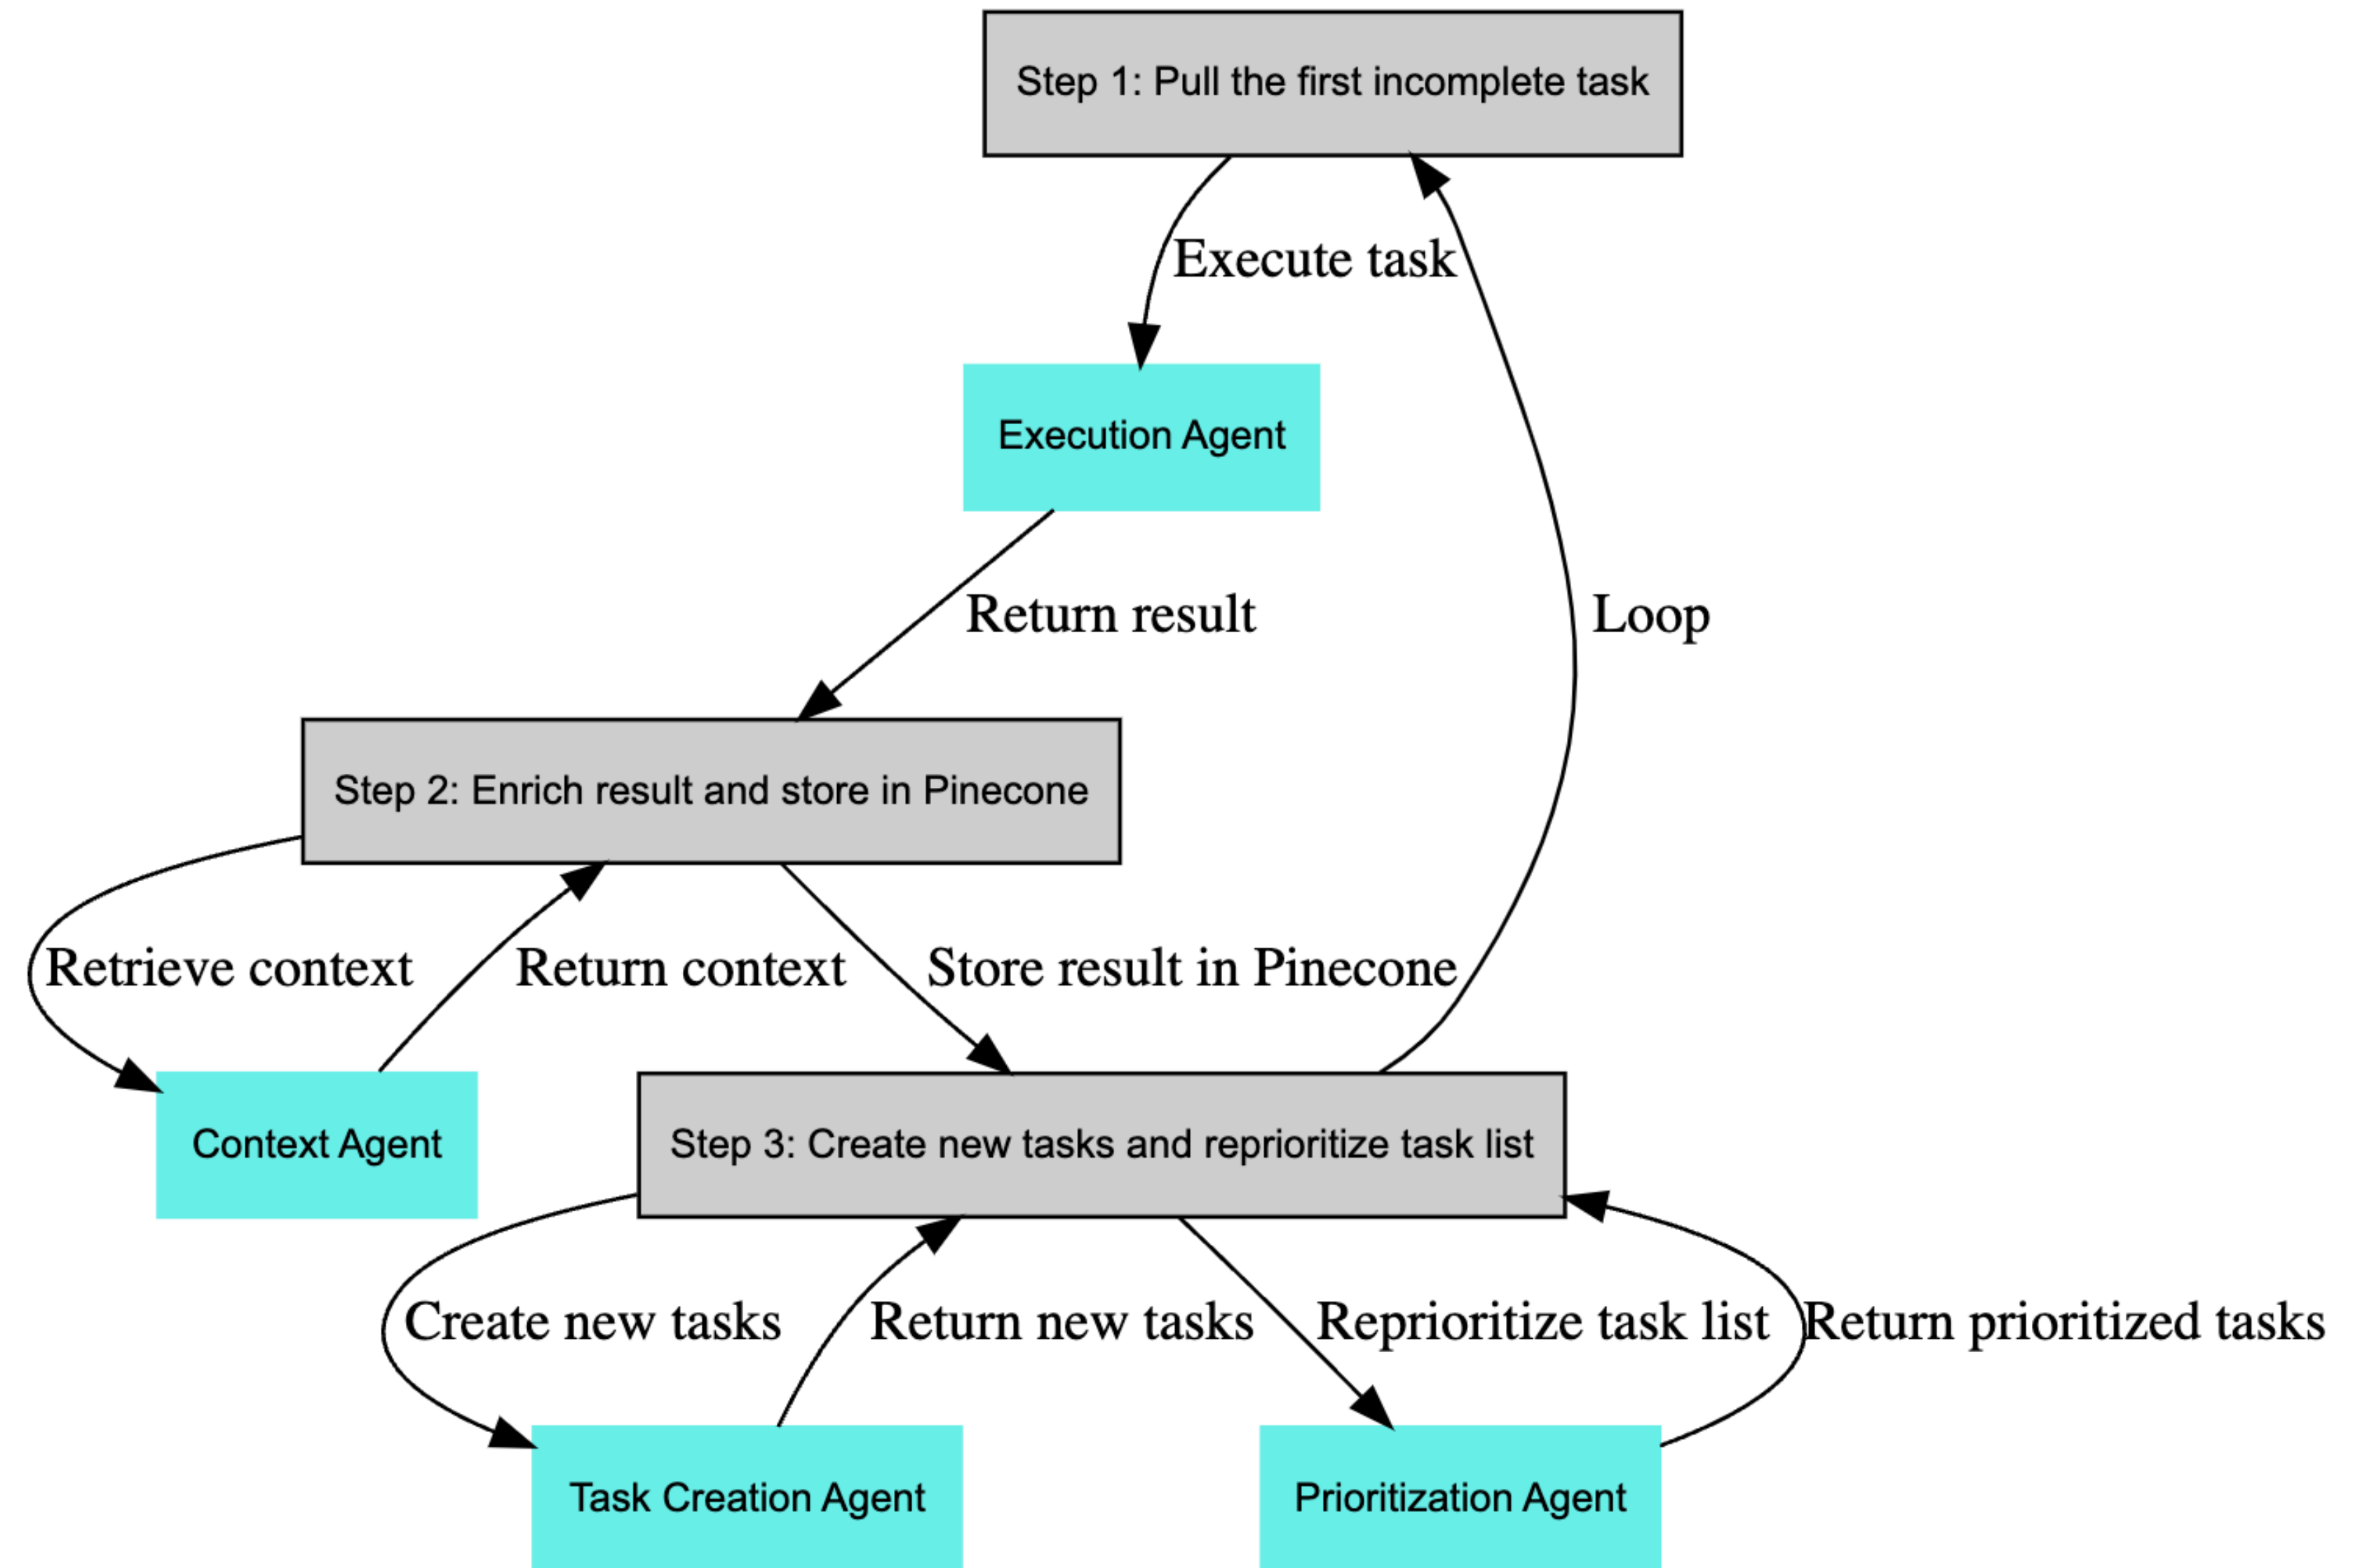 Step 1: Pull the first incomplete task
Execute task
Execution Agent
Return result
Loop
Step 2: Enrich result and store in Pinecone
Retrieve context
Return context
Store result in Pinecone
Context Agent
Step 3: Create new tasks and reprioritize task list
Create new tasks
Return new tasks
Reprioritize task list
Return prioritized tasks
Task Creation Agent
Prioritization Agent